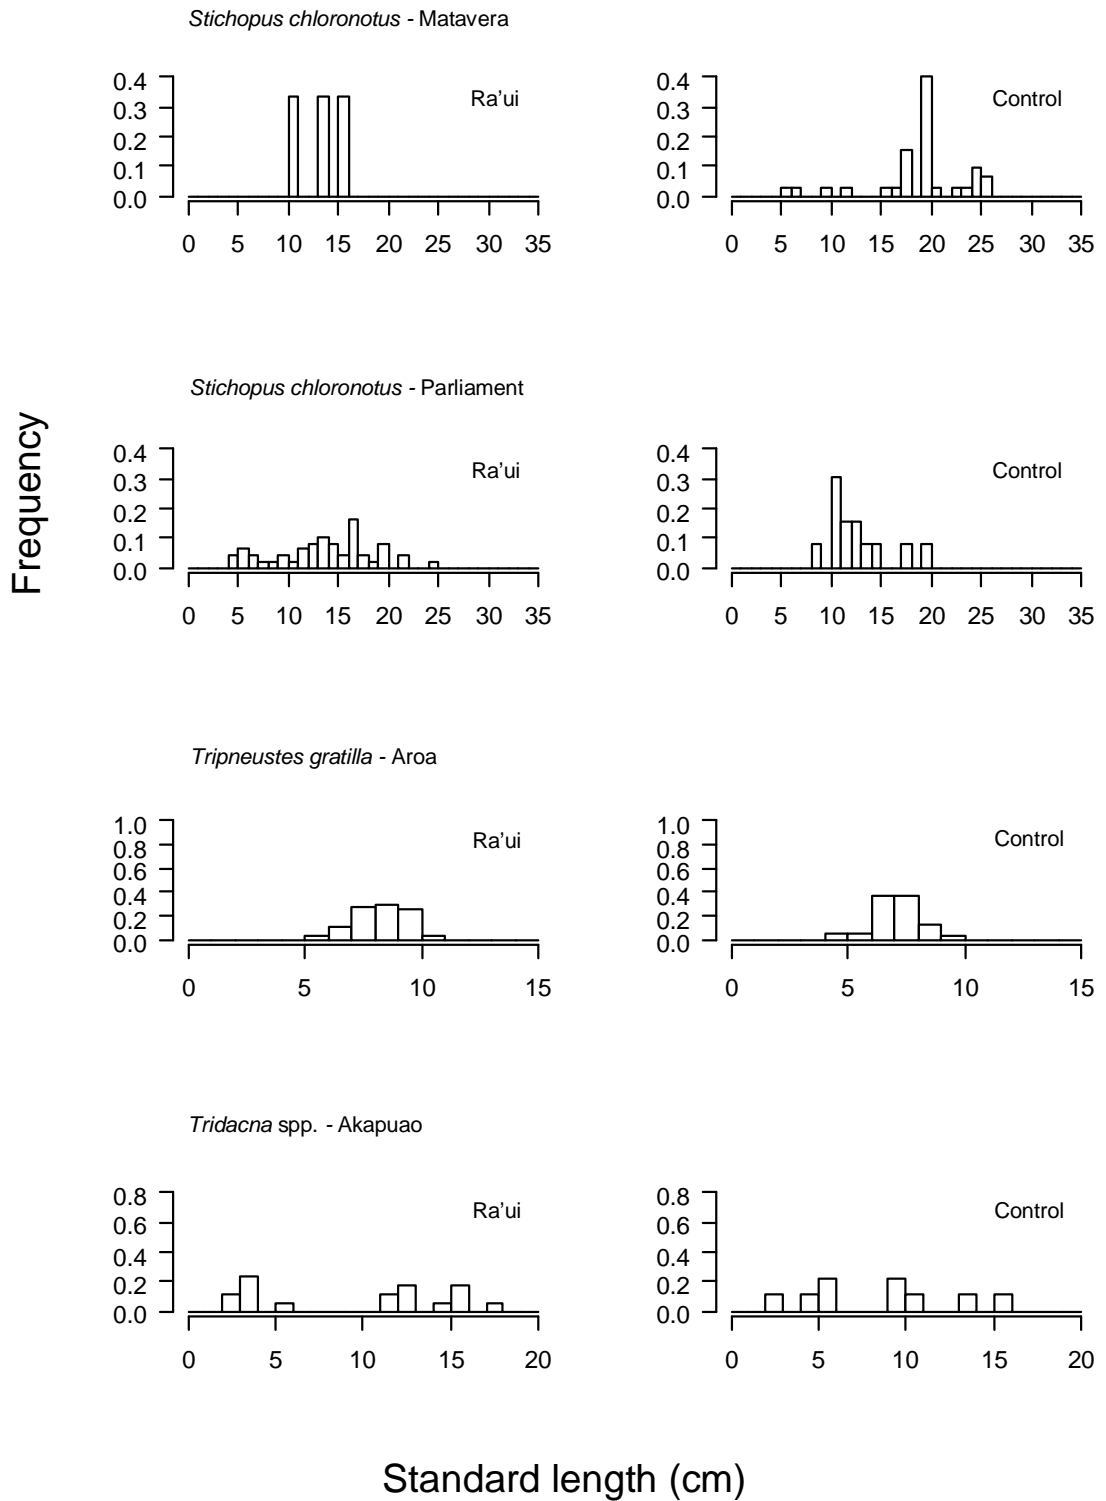 Stichopus chloronotus - Matavera
Ra'ui
0.4
0.3
0.2
0.1
0.0
0 5 10 15 20 25 30 35
Control
0.4
0.3
0.2
0.1
0.0
0 5 10 15 20 25 30 35
Stichopus chloronotus - Parliament
Ra'ui
0.4
0.3
0.2
0.1
0.0
0 5 10 15 20 25 30 35
Control
0.4
0.3
0.2
0.1
0.0
0 5 10 15 20 25 30 35
Frequency
Tripneustes gratilla - Aroa
Ra'ui
1.0
0.8
0.6
0.4
0.2
0.0
0 5 10 15
Control
1.0
0.8
0.6
0.4
0.2
0.0
0 5 10 15
Tridacna spp. - Akapuao
Ra'ui
0.8
0.6
0.4
0.2
0.0
0 5 10 15 20
Control
0.8
0.6
0.4
0.2
0.0
0 5 10 15 20
Standard length (cm)